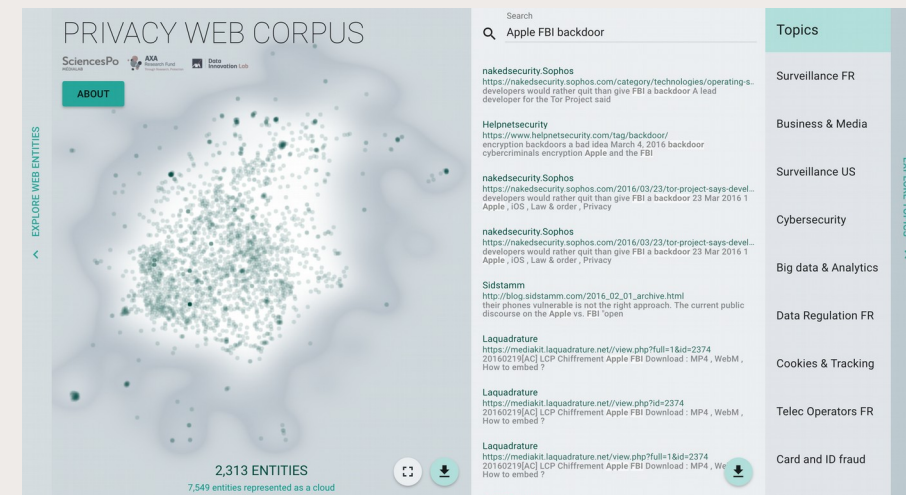 PRIVACY WEB CORPUS
SciencesPo
MEDIALAB
AXA
Research Fund
Data
Innovation Lab
ABOUT
EXPLORE WEB ENTITIES
2,313 ENTITIES
7,549 entities represented as a cloud
Search
Apple FBI backdoor
nakedsecurity.Sophos
https://nakedsecurity.sophos.com/category/technologies/operating-s..
developers would rather quit than give FBI a backdoor A lead
developer for the Tor Project said
Helpnetsecurity
https://www.helpnetsecurity.com/tag/backdoor/
encryption backdoors a bad idea March 4, 2016 backdoor
cybercriminals encryption Apple and the FBI
nakedsecurity.Sophos
https://nakedsecurity.sophos.com/2016/03/23/tor-project-says-devel...
developers would rather quit than give FBI a backdoor 23 Mar 2016 1
Apple , iOS , Law & order , Privacy
nakedsecurity.Sophos
https://nakedsecurity.sophos.com/2016/03/23/tor-project-says-devel...
developers would rather quit than give FBI a backdoor 23 Mar 2016 1
Apple , iOS , Law & order , Privacy
Sidstamm
http://blog.sidstamm.com/2016_02_01_archive.html
their phones vulnerable is not the right approach. The current public
discourse on the Apple vs. FBI "open
Laquadrature
https://mediakit.laquadrature.net//view.php?full=1&id=2374
20160219[AC] LCP Chiffrement Apple FBI Download : MP4 , WebM ,
How to embed ?
Laquadrature
https://mediakit.laquadrature.net//view.php?id=2374
20160219[AC] LCP Chiffrement Apple FBI Download : MP4 , WebM ,
How to embed ?
Laquadrature
https://mediakit.laquadrature.net/view.php?full=1&id=2374
20160219[AC] LCP Chiffrement Apple FBI Download : MP4 , We
How to embed ?
Topics
Surveillance FR
Business & Media
Surveillance US
Cybersecurity
Big data & Analytics
Data Regulation FR
Cookies & Tracking
Telec Operators FR
Card and ID fraud